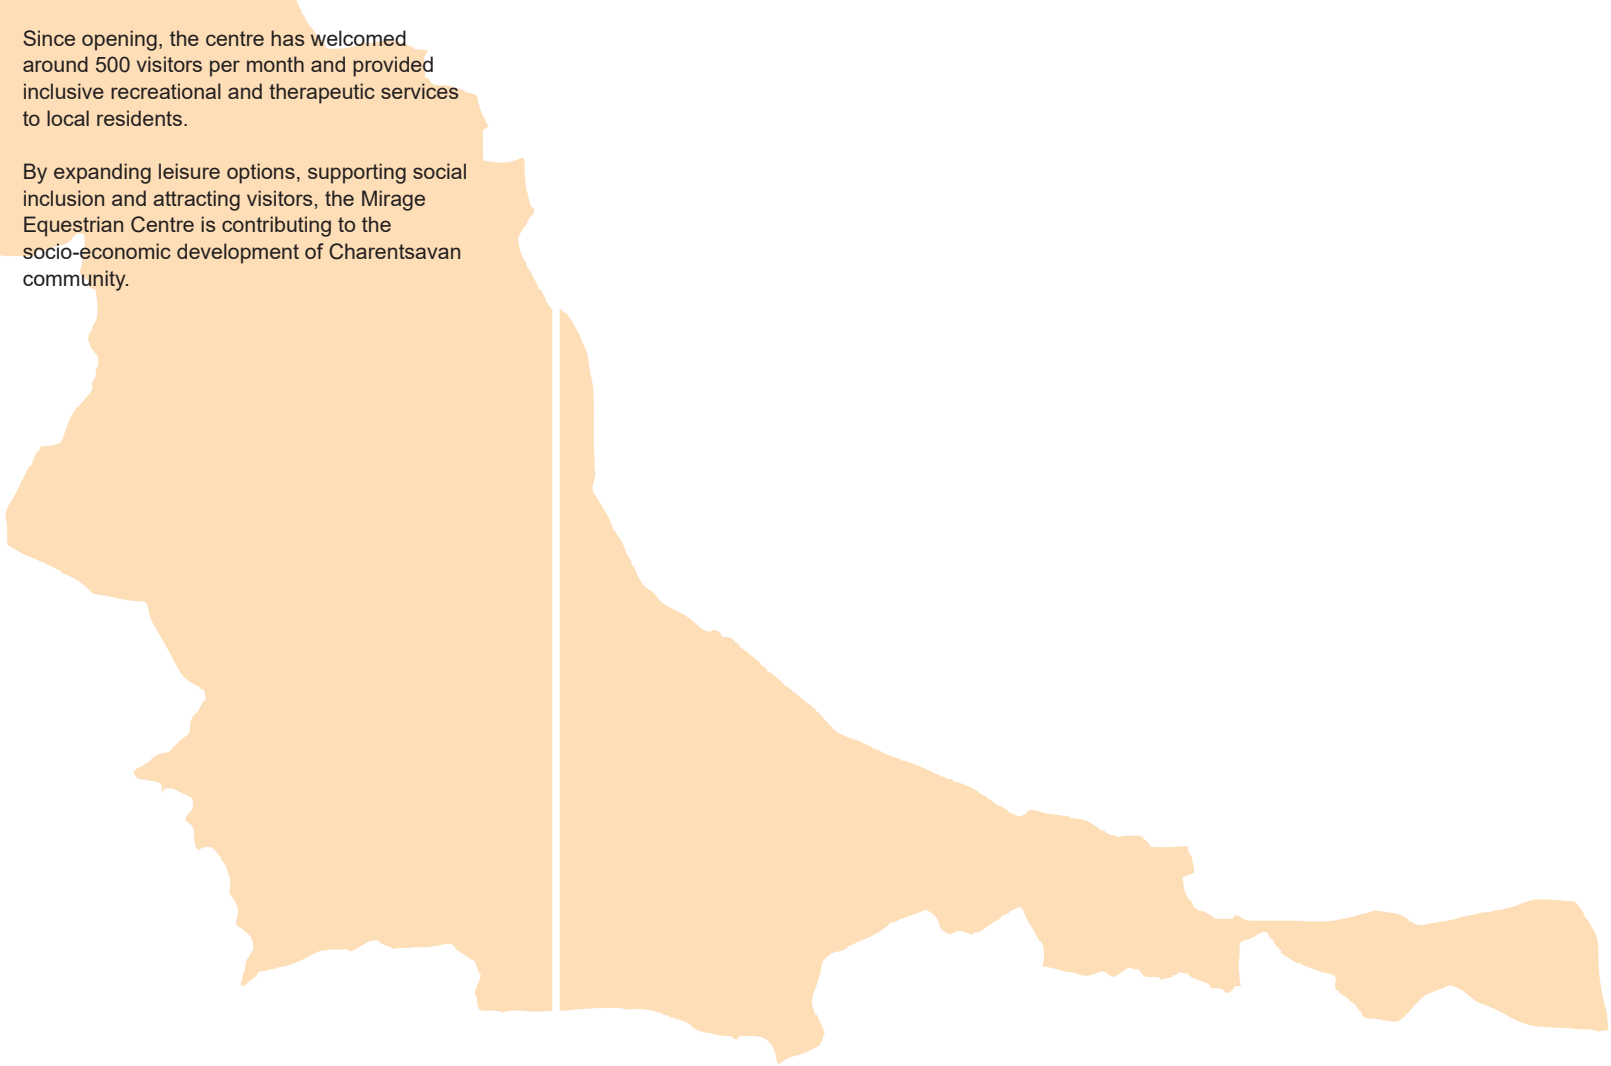 Since opening, the centre has welcomed
around 500 visitors per month and provided
inclusive recreational and therapeutic services
to local residents.
By expanding leisure options, supporting social
inclusion and attracting visitors, the Mirage
Equestrian Centre is contributing to the
socio-economic development of Charentsavan
community.